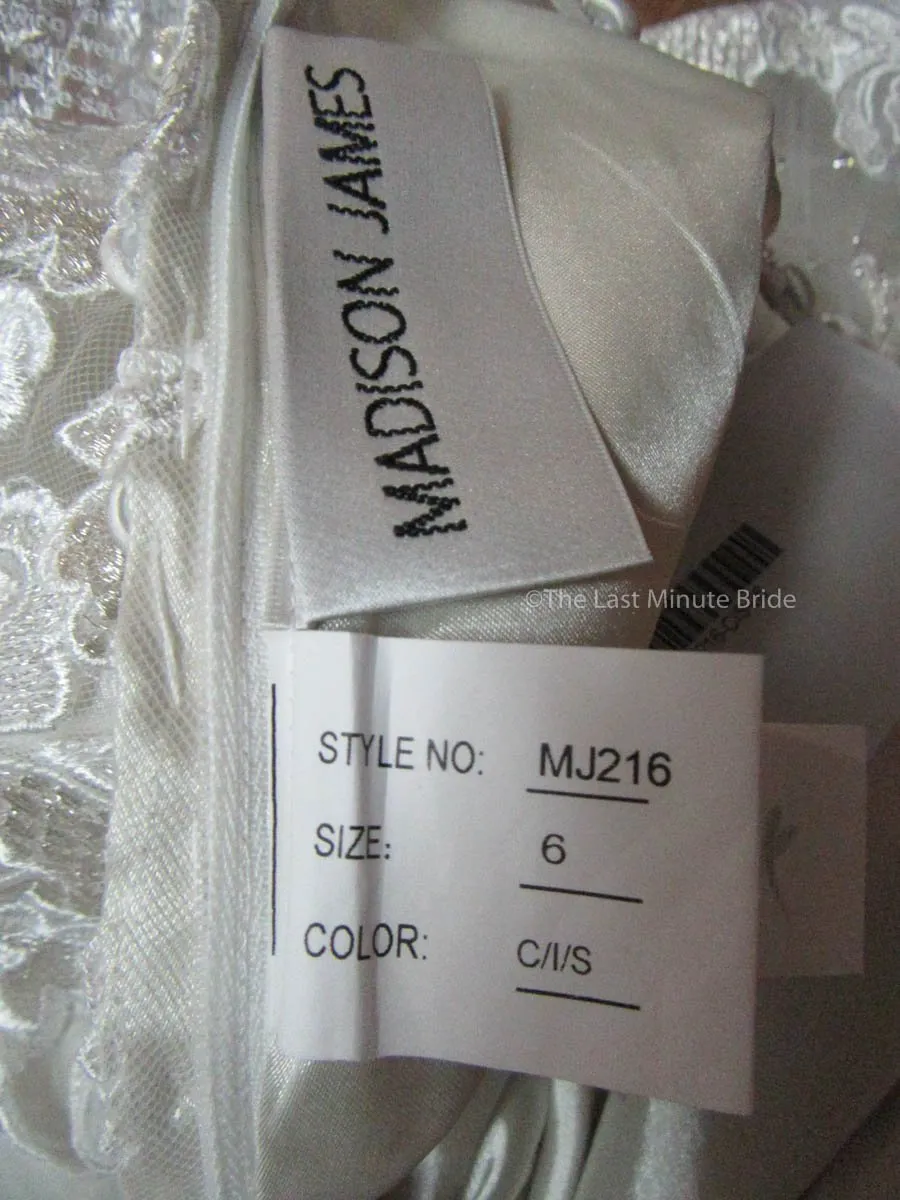 MADISON JAMES
©The Last Minute Bride
STYLE NO: MJ216
SIZE: 6
COLOR: C/I/S